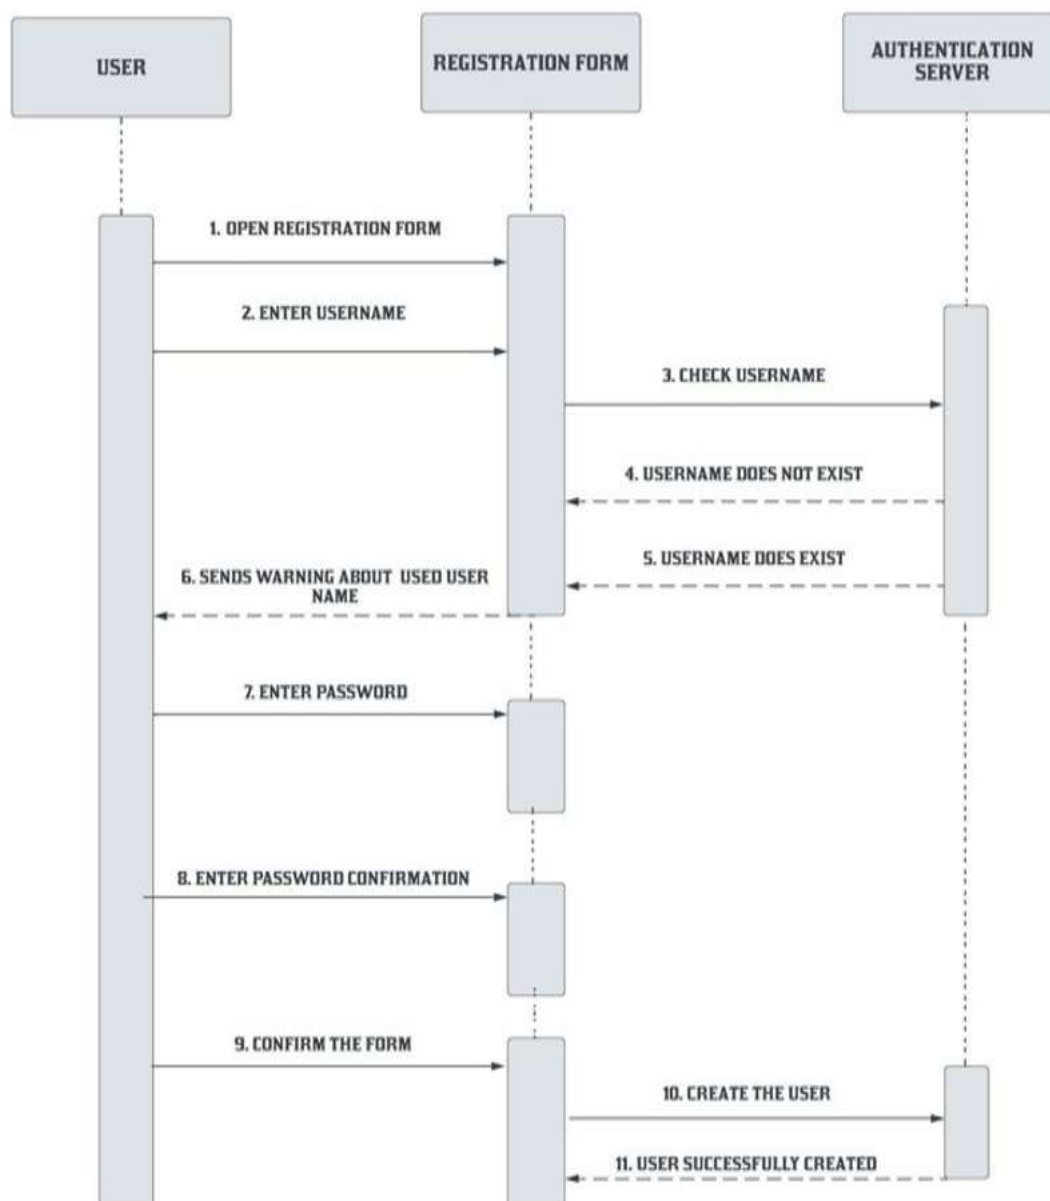 USER
REGISTRATION FORM
AUTHENTICATION
SERVER
1. OPEN REGISTRATION FORM
2. ENTER USERNAME
3. CHECK USERNAME
4. USERNAME DOES NOT EXIST
5. USERNAME DOES EXIST
6. SENDS WARNING ABOUT USED USER
NAME
7. ENTER PASSWORD
8. ENTER PASSWORD CONFIRMATION
9. CONFIRM THE FORM
10. CREATE THE USER
11. USER SUCCESSFULLY CREATED